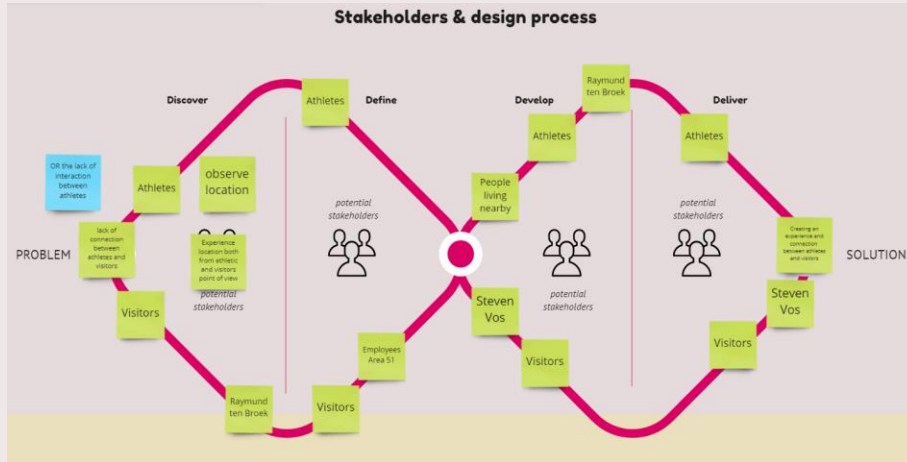 Stakeholders & design process
Discover
Define
Develop
Deliver
PROBLEM
SOLUTION
OR the lack of
interaction
between
athletes
Athletes
observe
location
lack of
connection
between
athletes and
visitors
Experience
location both
from athletic
and visitors
point of view
potential
stakeholders
Visitors
Raymund
ten Broek
Athletes
potential
stakeholders
Employees
Area 51
Visitors
Raymund
ten Broek
Athletes
People
living
nearby
potential
stakeholders
Steven
Vos
Visitors
Athletes
potential
stakeholders
Creating an
experience and
connection
between athletes
and visitors
Steven
Vos
Visitors